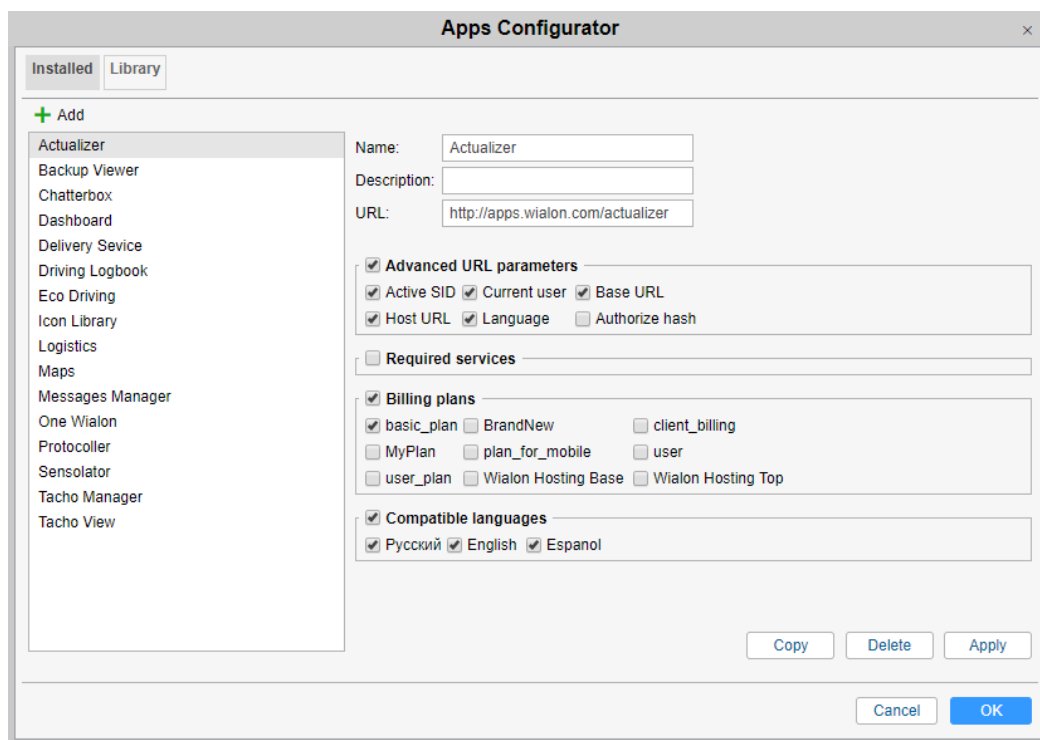 Apps Configurator ×
Installed Library
Add
Actualizer
Backup Viewer
Chatterbox
Dashboard
Delivery Sevice
Driving Logbook
Eco Driving
Icon Library
Logistics
Maps
Messages Manager
One Wialon
Protocoller
Sensolator
Tacho Manager
Tacho View
Name: Actualizer
Description:
URL: http://apps.wialon.com/actualizer
Advanced URL parameters
Active SID Current user Base URL
Host URL Language Authorize hash
Required services
Billing plans
basic_plan BrandNew client_billing
MyPlan plan_for_mobile user
user_plan Wialon Hosting Base Wialon Hosting Top
Compatible languages
Русский English Espanol
Copy Delete Apply
Cancel OK